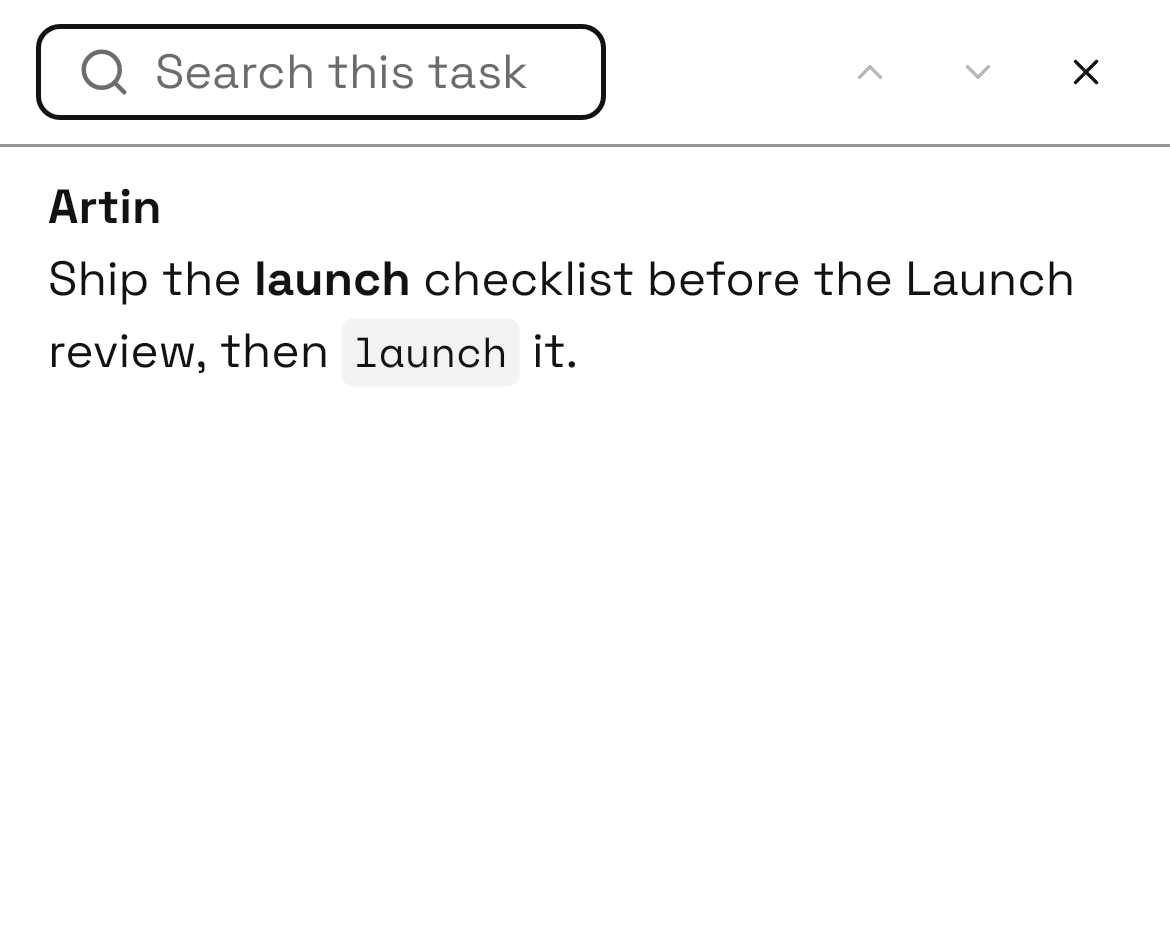 Search this task
Artin
Ship the launch checklist before the Launch
review, then launch it.